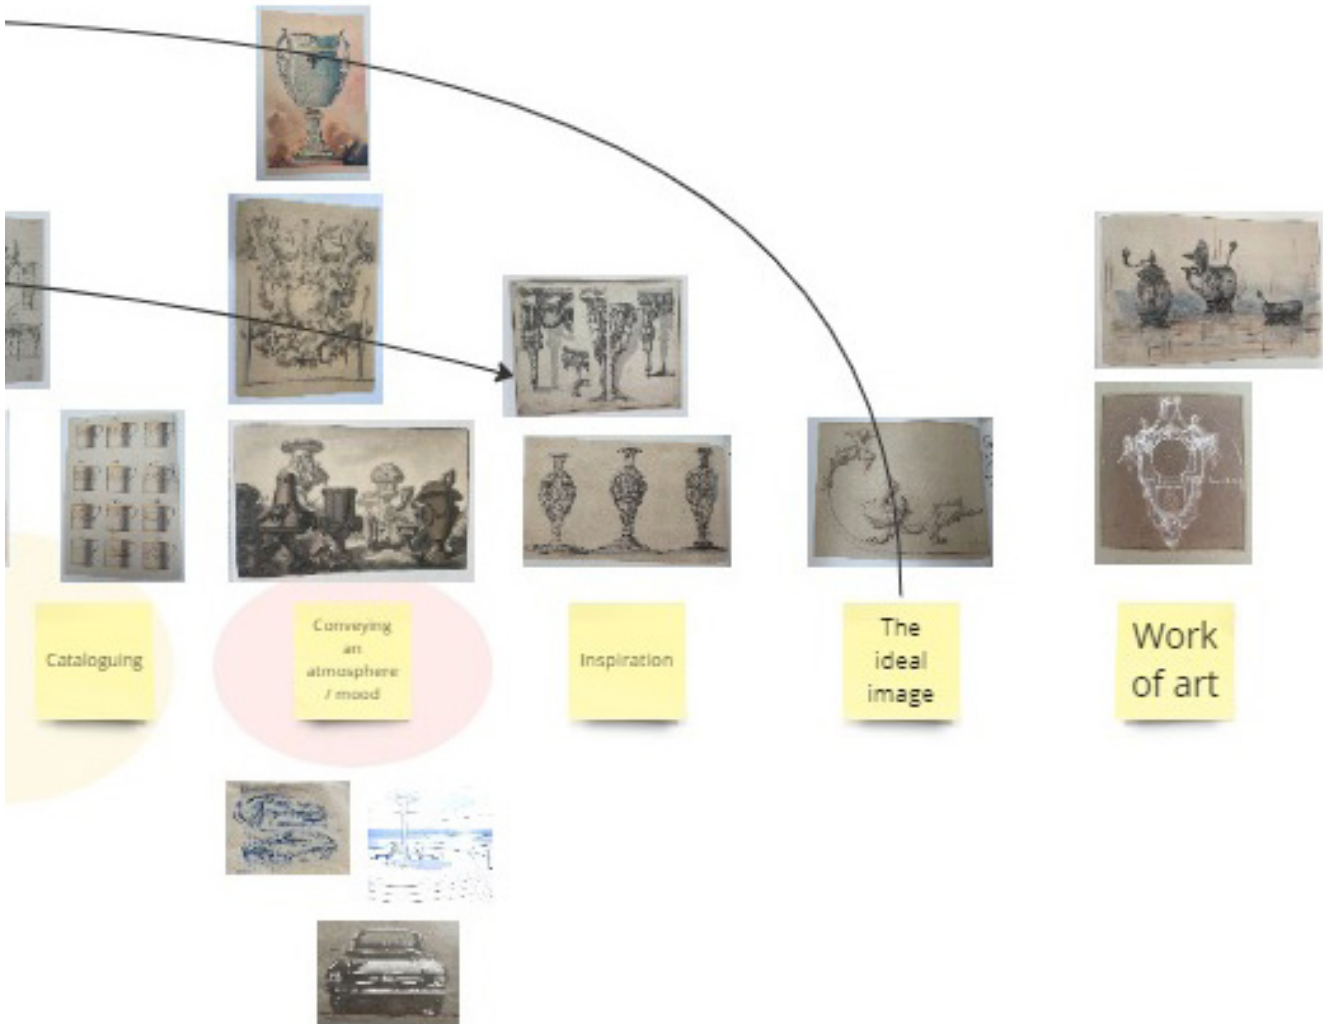 Cataloguing
Conveying
an
atmosphere
/ mood
Inspiration
The
ideal
image
Work
of art